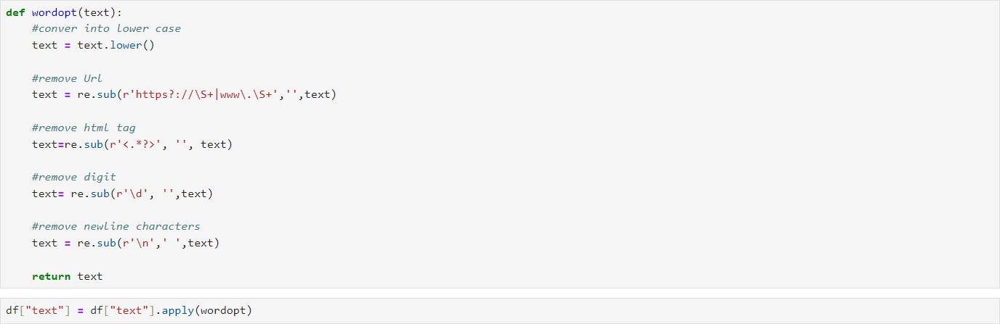 def wordopt(text):
    #conver into lower case
    text = text.lower()
    #remove Url
    text = re.sub(r'https?://\S+|www\.\S+','',text)
    #remove html tag
    text=re.sub(r'<.*?>', '', text)
    #remove digit
    text= re.sub(r'\d', '',text)
    #remove newline characters
    text = re.sub(r'\n',' ',text)
    return text
df["text"] = df["text"].apply(wordopt)